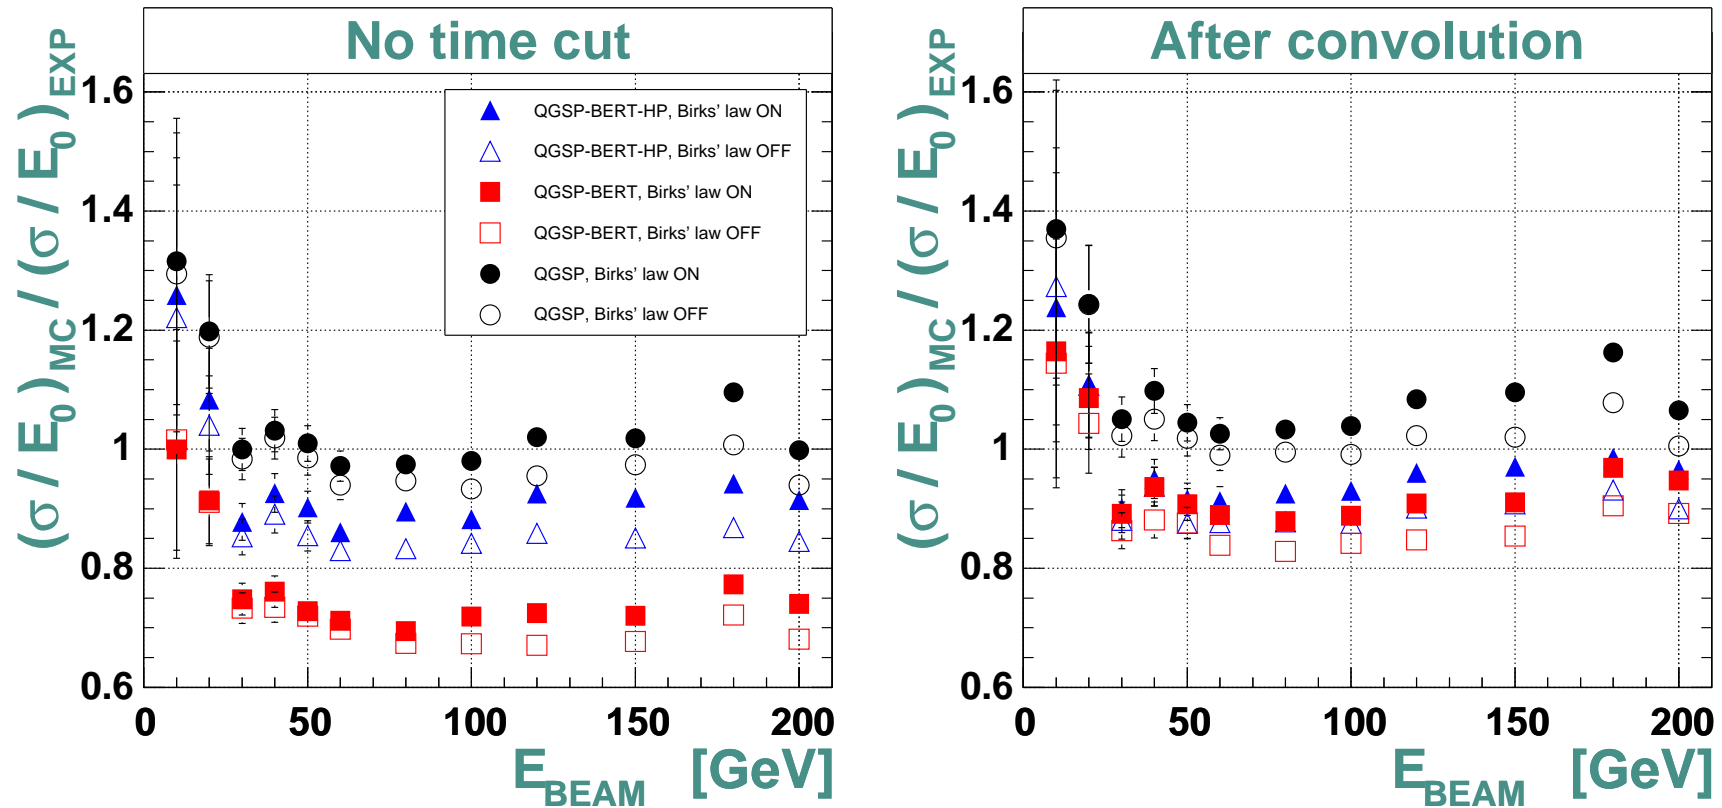 No time cut
(σ / E0)MC / (σ / E0)EXP
1.6
1.4
1.2
1
0.8
0.6
QGSP-BERT-HP, Birks' law ON
QGSP-BERT-HP, Birks' law OFF
QGSP-BERT, Birks' law ON
QGSP-BERT, Birks' law OFF
QGSP, Birks' law ON
QGSP, Birks' law OFF
0 50 100 150 200
EBEAM [GeV]
After convolution
(σ / E0)MC / (σ / E0)EXP
1.6
1.4
1.2
1
0.8
0.6
0 50 100 150 200
EBEAM [GeV]